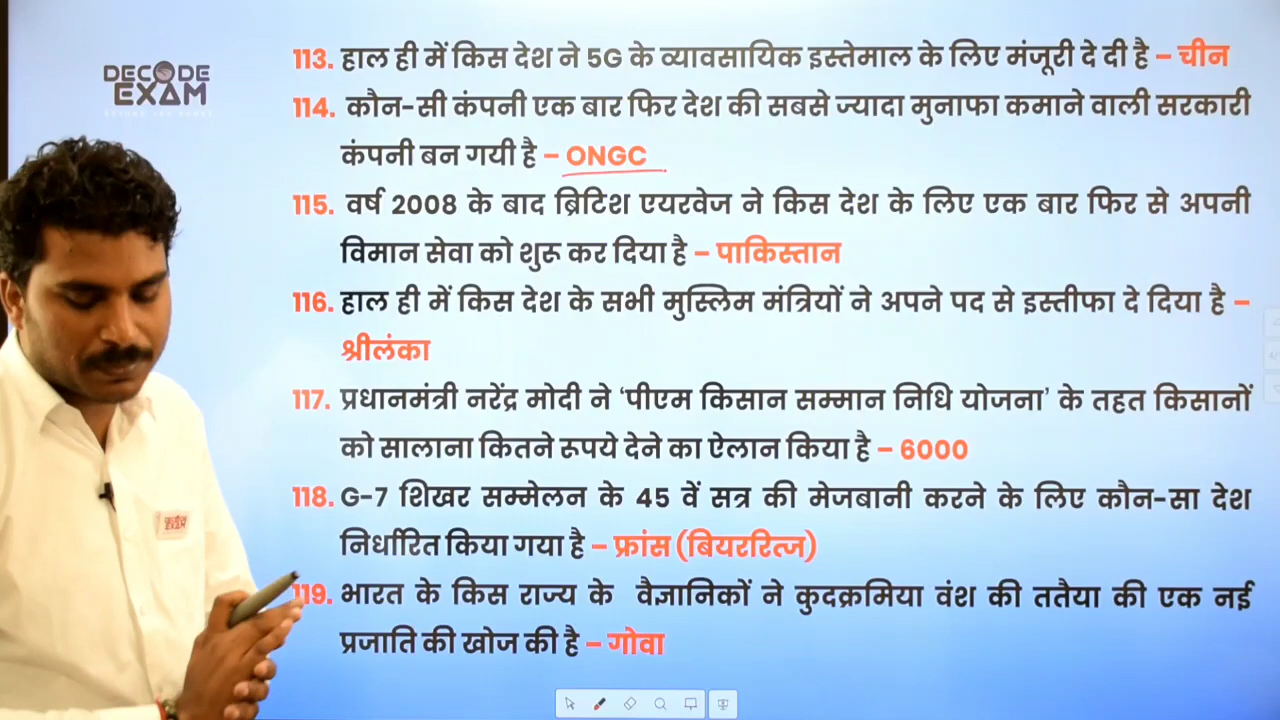 DECODE
EXAM
113. हाल ही में किस देश ने 5G के व्यावसायिक इस्तेमाल के लिए मंजूरी दे दी है – चीन
114. कौन-सी कंपनी एक बार फिर देश की सबसे ज्यादा मुनाफा कमाने वाली सरकारी
कंपनी बन गयी है – ONGC
115. वर्ष 2008 के बाद ब्रिटिश एयरवेज ने किस देश के लिए एक बार फिर से अपनी
विमान सेवा को शुरू कर दिया है – पाकिस्तान
116. हाल ही में किस देश के सभी मुस्लिम मंत्रियों ने अपने पद से इस्तीफा दे दिया है –
श्रीलंका
117. प्रधानमंत्री नरेंद्र मोदी ने ‘पीएम किसान सम्मान निधि योजना’ के तहत किसानों
को सालाना कितने रूपये देने का ऐलान किया है – 6000
118. G-7 शिखर सम्मेलन के 45 वें सत्र की मेजबानी करने के लिए कौन-सा देश
निर्धारित किया गया है – फ्रांस (बियररित्ज)
119. भारत के किस राज्य के वैज्ञानिकों ने कुदक्रमिया वंश की ततैया की एक नई
प्रजाति की खोज की है – गोवा